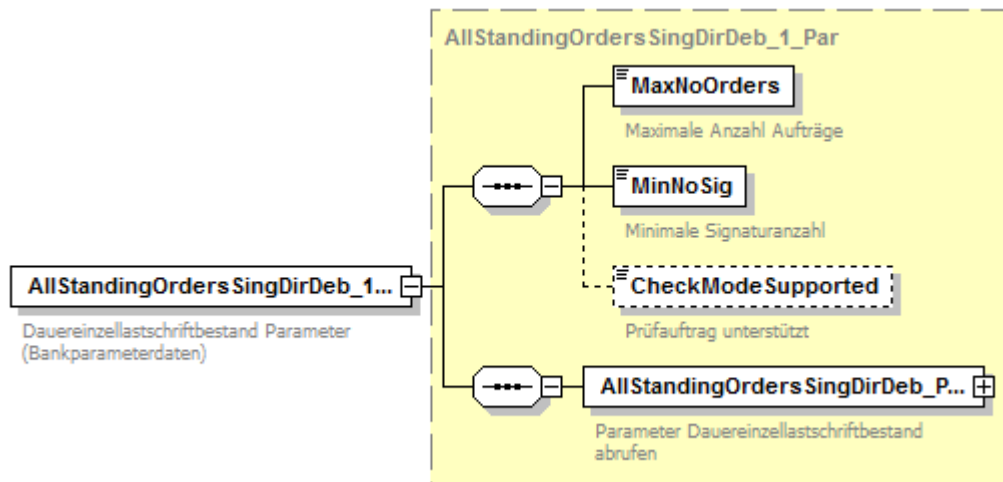 AllStandingOrdersSingDirDeb_1_Par
MaxNoOrders
Maximale Anzahl Aufträge
MinNoSig
Minimale Signaturanzahl
AllStandingOrdersSingDirDeb_1...
Dauereinzellastschriftbestand Parameter
(Bankparameterdaten)
CheckModeSupported
Prüfauftrag unterstützt
AllStandingOrdersSingDirDeb_P...
Parameter Dauereinzellastschriftbestand
abrufen